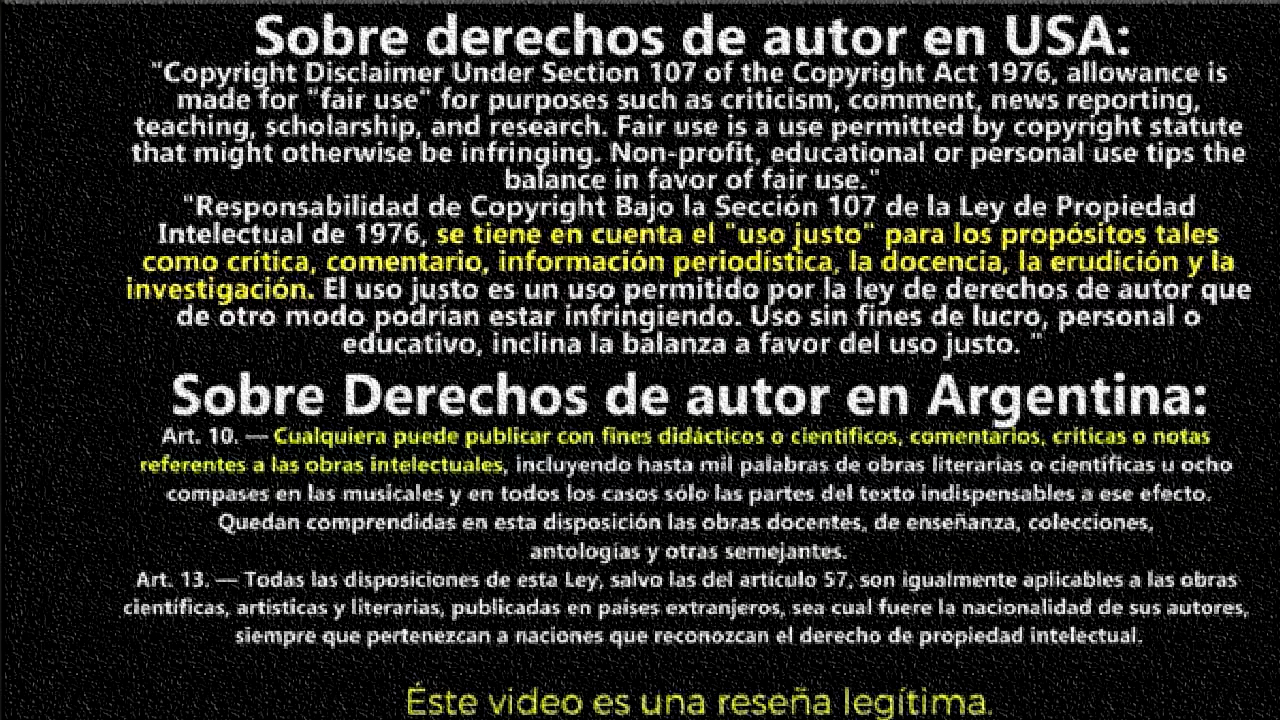 Sobre derechos de autor en USA:
"Copyright Disclaimer Under Section 107 of the Copyright Act 1976, allowance is
made for "fair use" for purposes such as criticism, comment, news reporting,
teaching, scholarship, and research. Fair use is a use permitted by copyright statute
that might otherwise be infringing. Non-profit, educational or personal use tips the
balance in favor of fair use."
"Responsabilidad de Copyright Bajo la Sección 107 de la Ley de Propiedad
Intelectual de 1976, se tiene en cuenta el "uso justo" para los propósitos tales
como crítica, comentario, información periodística, la docencia, la erudición y la
investigación. El uso justo es un uso permitido por la ley de derechos de autor que
de otro modo podrían estar infringiendo. Uso sin fines de lucro, personal o
educativo, inclina la balanza a favor del uso justo. "
Sobre Derechos de autor en Argentina:
Art. 10. — Cualquiera puede publicar con fines didácticos o científicos, comentarios, críticas o notas
referentes a las obras intelectuales, incluyendo hasta mil palabras de obras literarias o científicas u ocho
compases en las musicales y en todos los casos sólo las partes del texto indispensables a ese efecto.
Quedan comprendidas en esta disposición las obras docentes, de enseñanza, colecciones,
antologías y otras semejantes.
Art. 13. — Todas las disposiciones de esta Ley, salvo las del artículo 57, son igualmente aplicables a las obras
científicas, artísticas y literarias, publicadas en países extranjeros, sea cual fuere la nacionalidad de sus autores,
siempre que pertenezcan a naciones que reconozcan el derecho de propiedad intelectual.
Éste video es una reseña legítima.